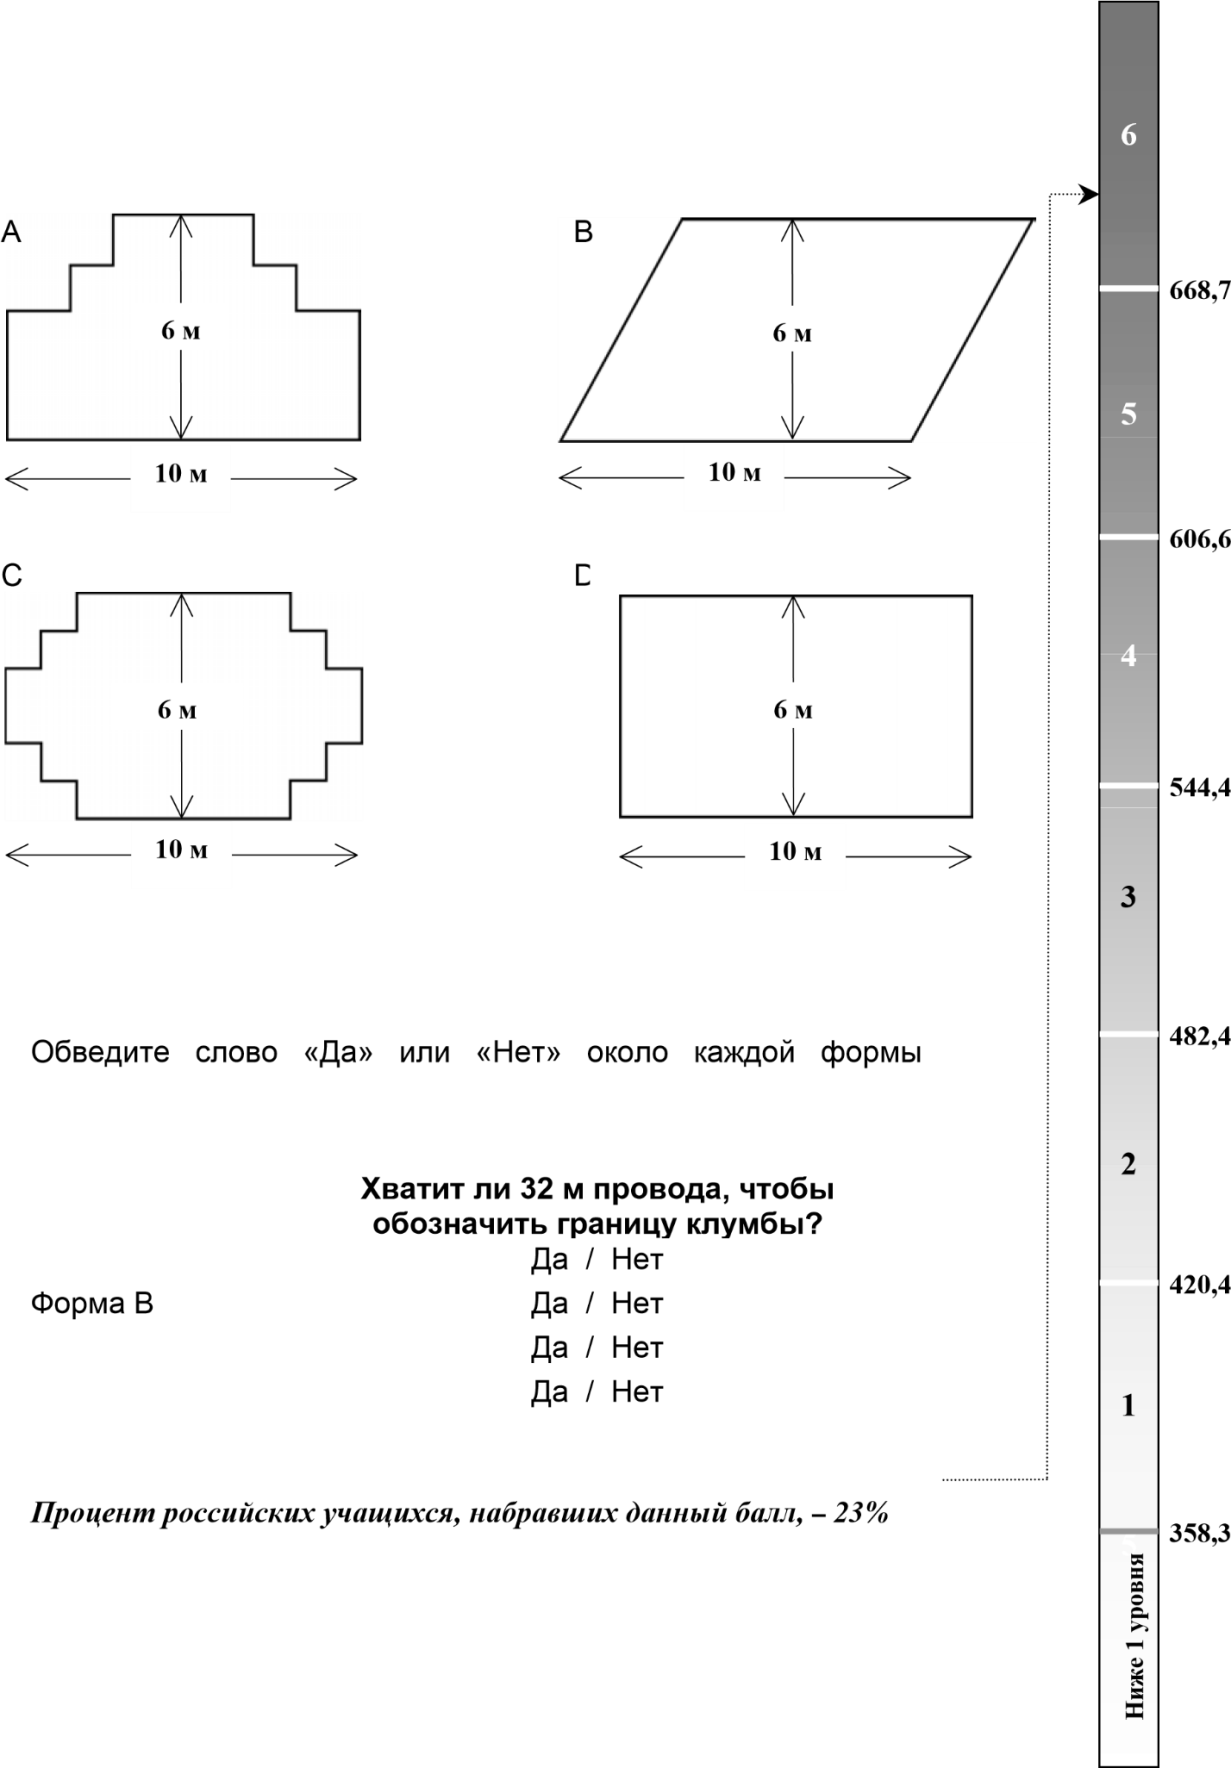 6
A
B
668,7
6 м
6 м
5
10 м
10 м
606,6
C
D
4
6 м
6 м
544,4
10 м
10 м
3
482,4
Обведите слово «Да» или «Нет» около каждой формы
2
Хватит ли 32 м провода, чтобы
обозначить границу клумбы?
Да / Нет
420,4
Форма В
Да / Нет
Да / Нет
Да / Нет
1
Процент российских учащихся, набравших данный балл, – 23%
358,3
Ниже 1 уровня